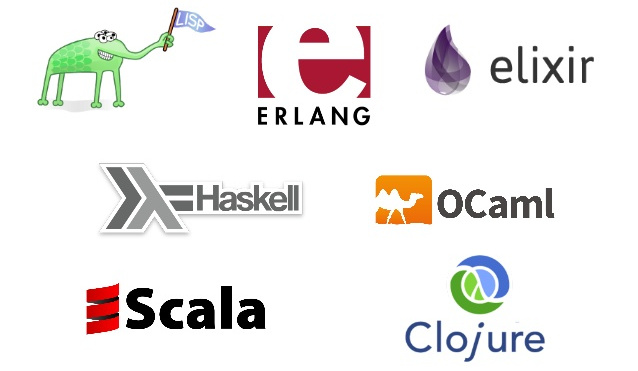 LISP
ERLANG
elixir
Haskell
OCaml
Scala
Clojure